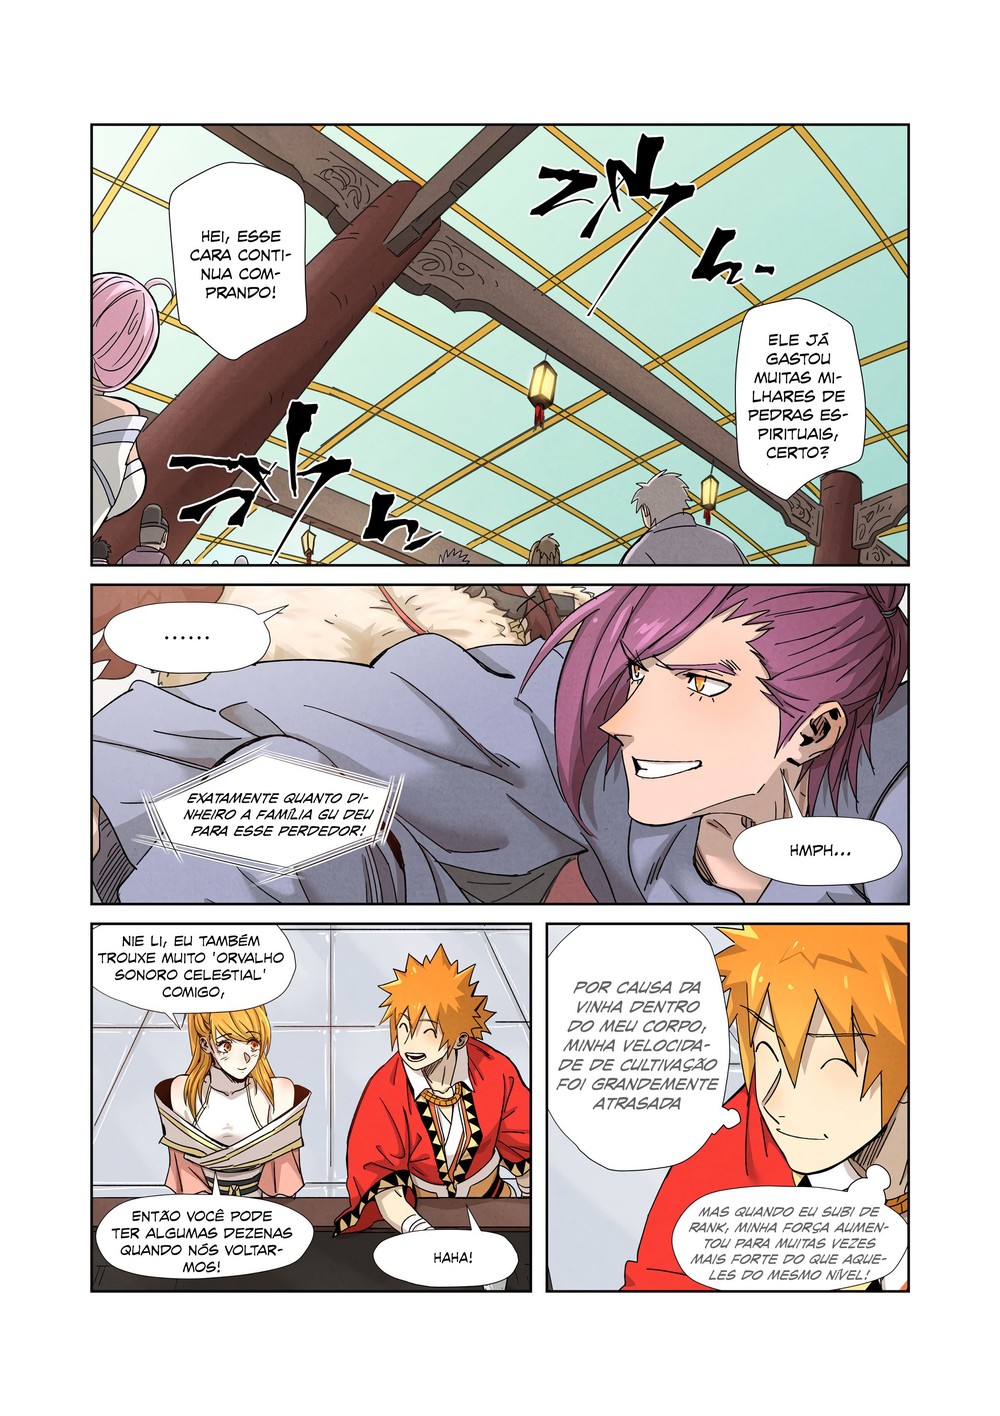 HEI, ESSE
CARA CONTI-
NUA COM-
PRANDO!
ELE JÁ
GASTOU
MUITAS MI-
LHARES DE
PEDRAS ES-
PIRITUAIS,
CERTO?
......
EXATAMENTE QUANTO DI-
NHEIRO A FAMÍLIA GU DEU
PARA ESSE PERDEDOR!
HMPH...
NIE LI, EU TAMBÉM
TROUXE MUITO 'ORVALHO
SONORO CELESTIAL'
COMIGO,
ENTÃO VOCÊ PODE
TER ALGUMAS DEZENAS
QUANDO NÓS VOLTAR-
MOS!
HAHA!
POR CAUSA DA
VINHA DENTRO
DO MEU CORPO,
MINHA VELOCIDA-
DE DE CULTIVAÇÃO
FOI GRANDEMENTE
ATRASADA
MAS QUANDO EU SUBI DE
RANK, MINHA FORÇA AUMEN-
TOU PARA MUITAS VEZES
MAIS FORTE DO QUE AQUE-
LES DO MESMO NÍVEL!